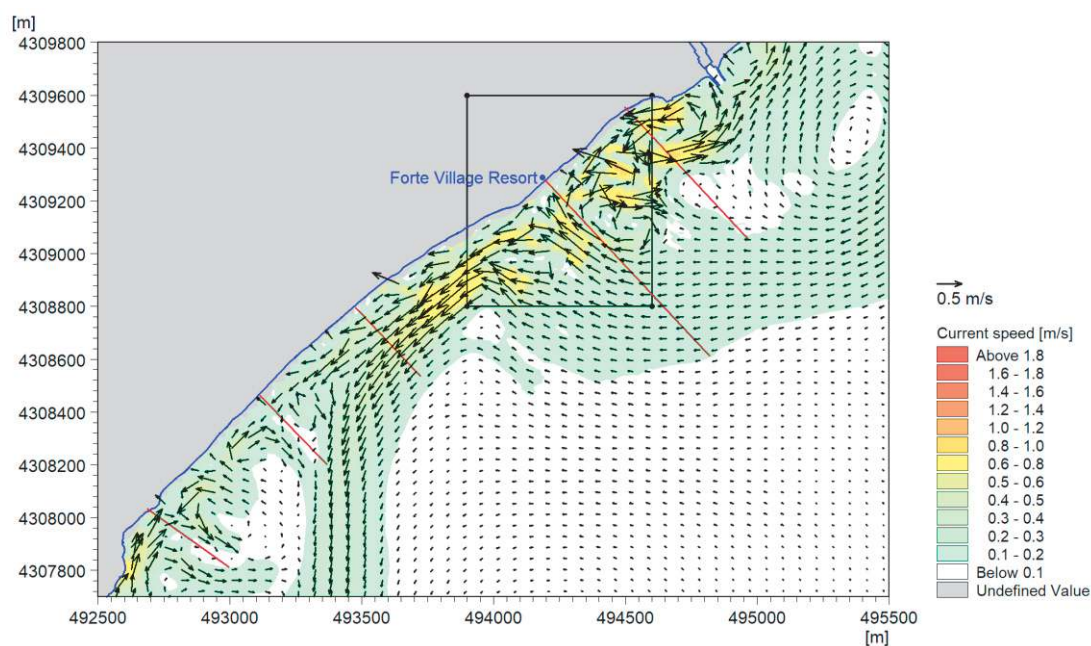 [m]
4309800
4309600
4309400
4309200
4309000
4308800
4308600
4308400
4308200
4308000
4307800
492500 493000 493500 494000 494500 495000 495500
[m]
Forte Village Resort
0.5 m/s
Current speed [m/s]
Above 1.8
1.6 - 1.8
1.4 - 1.6
1.2 - 1.4
1.0 - 1.2
0.8 - 1.0
0.6 - 0.8
0.5 - 0.6
0.4 - 0.5
0.3 - 0.4
0.2 - 0.3
0.1 - 0.2
Below 0.1
Undefined Value